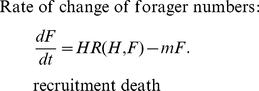 Rate of change of forager numbers:
dF/dt = HR(H,F) − mF.
recruitment death